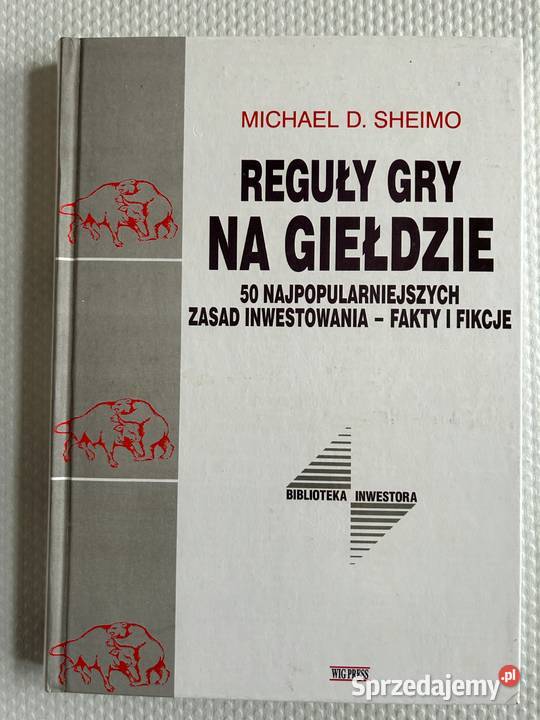 MICHAEL D. SHEIMO
REGUŁY GRY
NA GIEŁDZIE
50 NAJPOPULARNIEJSZYCH
ZASAD INWESTOWANIA – FAKTY I FIKCJE
BIBLIOTEKA INWESTORA
WIG PRESS
Sprzedajemy.pl